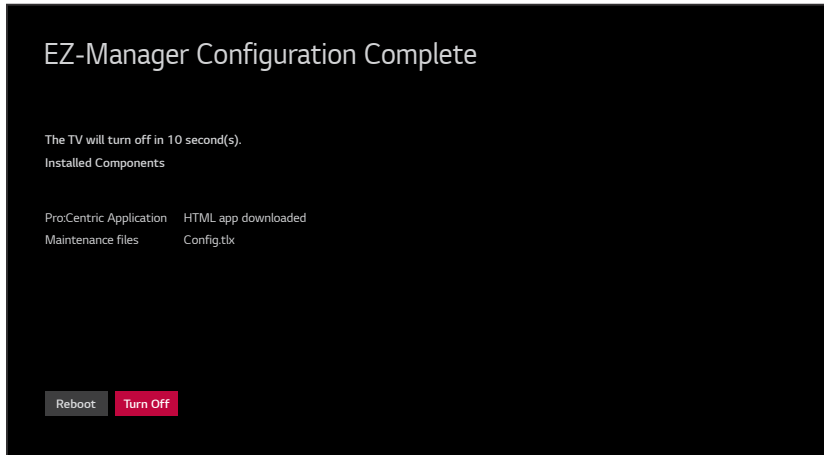 EZ-Manager Configuration Complete
The TV will turn off in 10 second(s).
Installed Components
Pro:Centric Application HTML app downloaded
Maintenance files Config.tlx
Reboot Turn Off